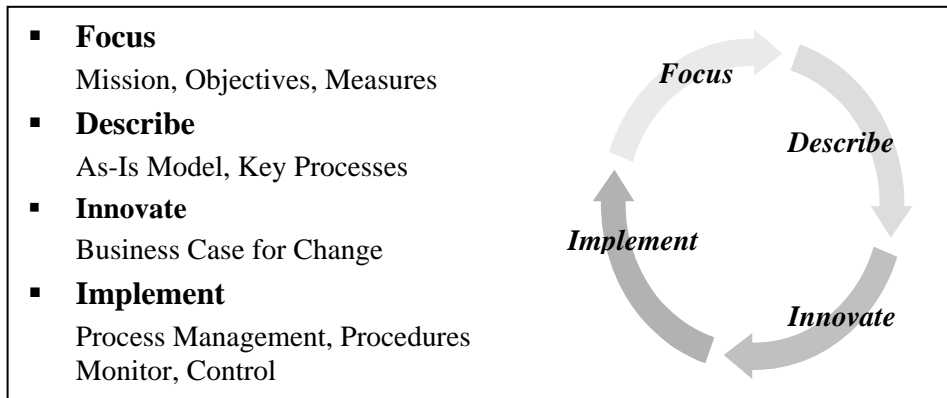 ▪ Focus
Mission, Objectives, Measures
▪ Describe
As-Is Model, Key Processes
▪ Innovate
Business Case for Change
▪ Implement
Process Management, Procedures
Monitor, Control
Focus
Describe
Implement
Innovate